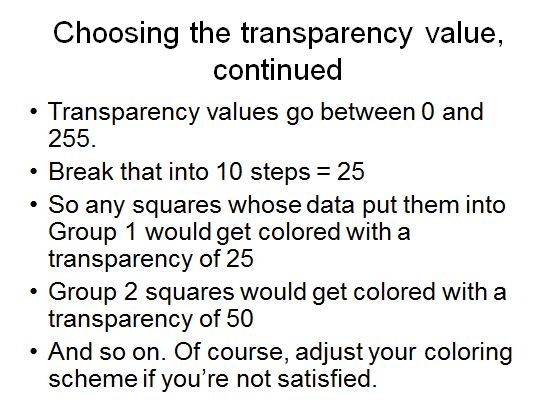 Choosing the transparency value,
continued
• Transparency values go between 0 and
255.
• Break that into 10 steps = 25
• So any squares whose data put them into
Group 1 would get colored with a
transparency of 25
• Group 2 squares would get colored with a
transparency of 50
• And so on. Of course, adjust your coloring
scheme if you’re not satisfied.